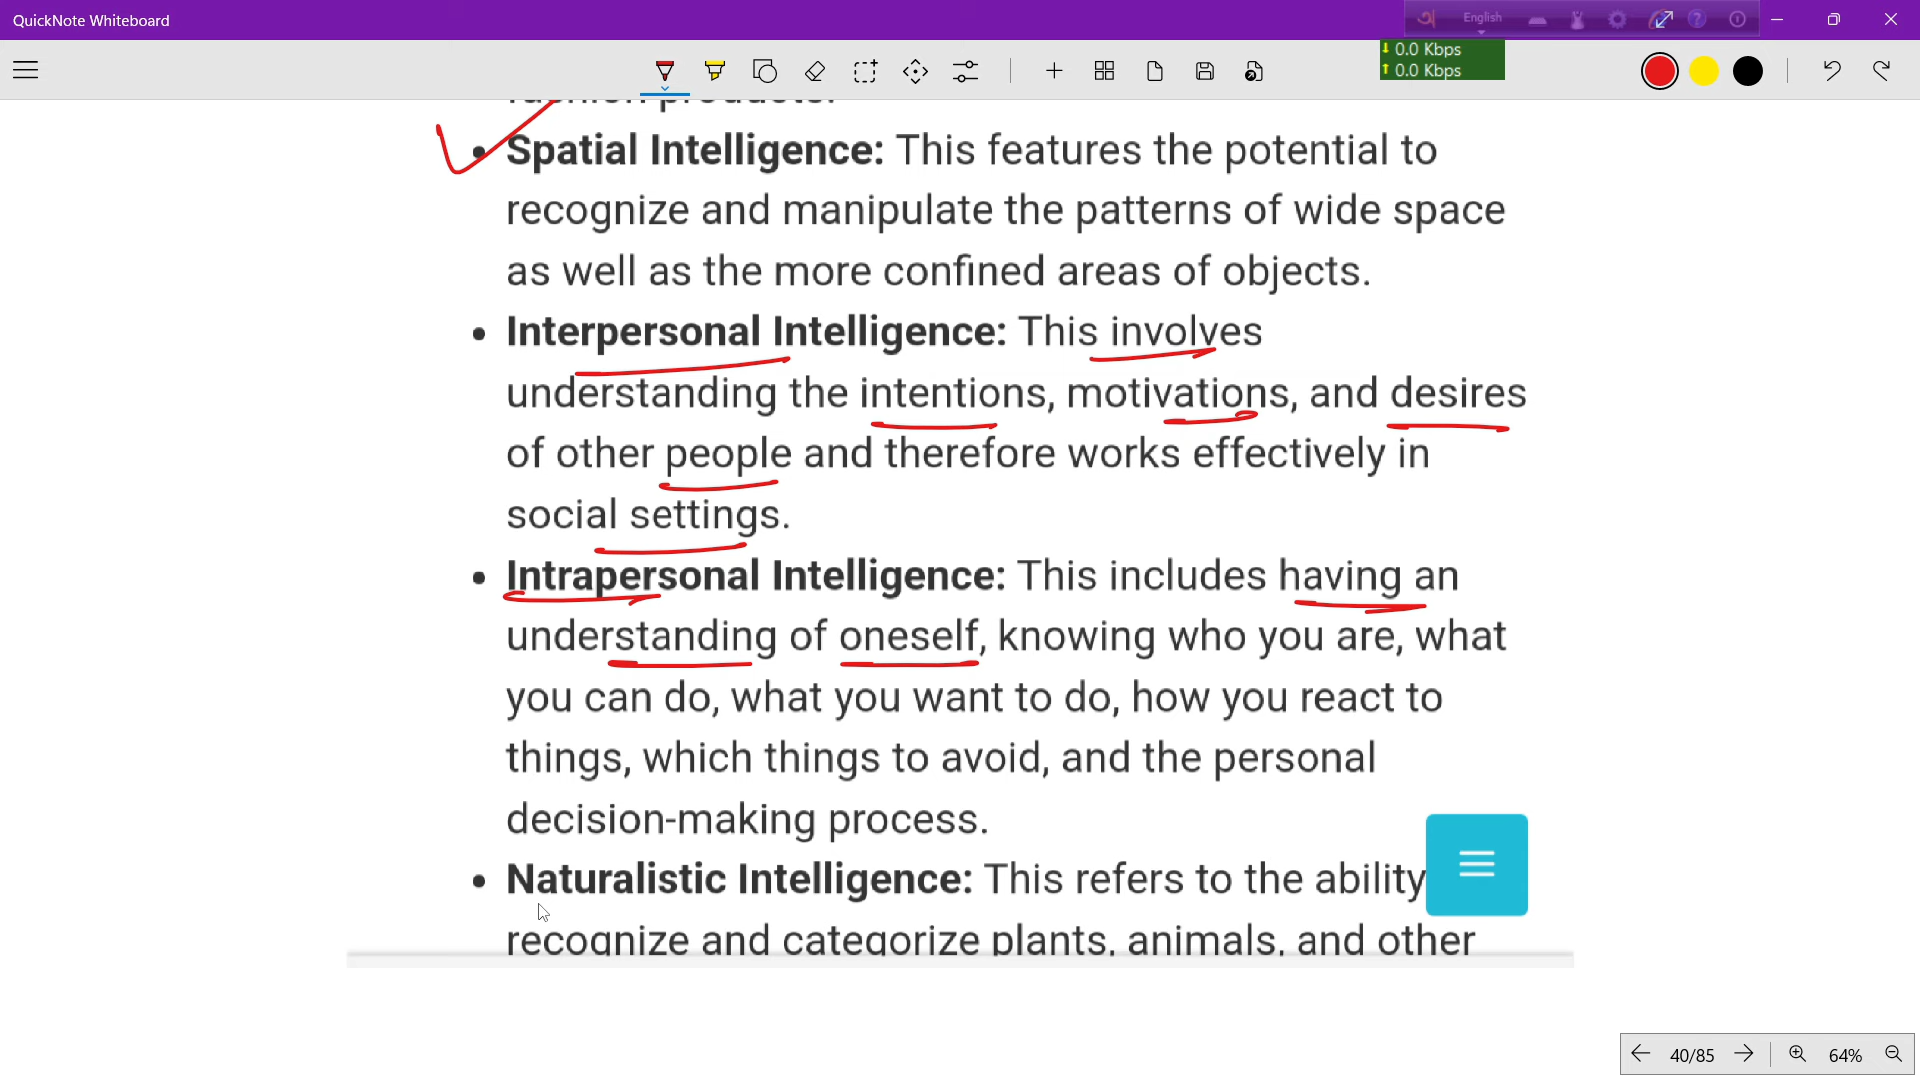 QuickNote Whiteboard
English
0.0 Kbps
0.0 Kbps
fashion products.
• Spatial Intelligence: This features the potential to
recognize and manipulate the patterns of wide space
as well as the more confined areas of objects.
• Interpersonal Intelligence: This involves
understanding the intentions, motivations, and desires
of other people and therefore works effectively in
social settings.
• Intrapersonal Intelligence: This includes having an
understanding of oneself, knowing who you are, what
you can do, what you want to do, how you react to
things, which things to avoid, and the personal
decision-making process.
• Naturalistic Intelligence: This refers to the ability
recognize and categorize plants, animals, and other
40/85
64%